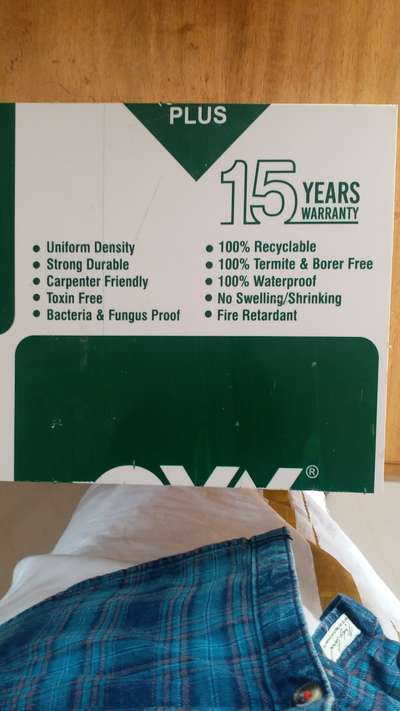 PLUS
15 YEARS
WARRANTY
• Uniform Density
• Strong Durable
• Carpenter Friendly
• Toxin Free
• Bacteria & Fungus Proof
• 100% Recyclable
• 100% Termite & Borer Free
• 100% Waterproof
• No Swelling/Shrinking
• Fire Retardant
®